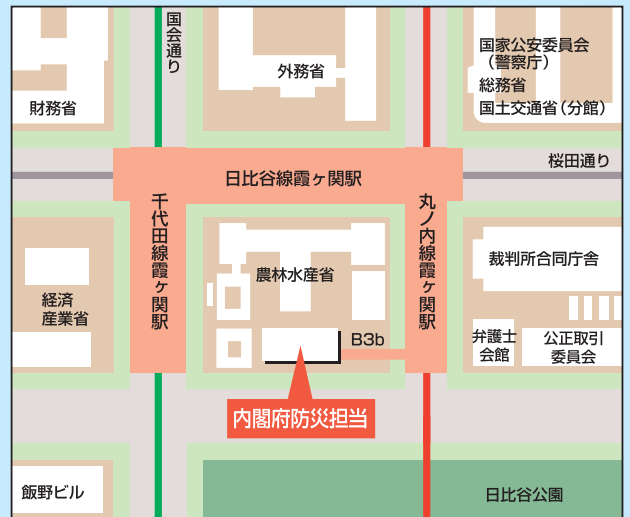 国会通り
国家公安委員会
（警察庁）
総務省
国土交通省（分館）
外務省
財務省
桜田通り
日比谷線霞ヶ関駅
千代田線霞ヶ関駅
丸ノ内線霞ヶ関駅
裁判所合同庁舎
農林水産省
経済
産業省
B3b
弁護士
会館
公正取引
委員会
内閣府防災担当
飯野ビル
日比谷公園